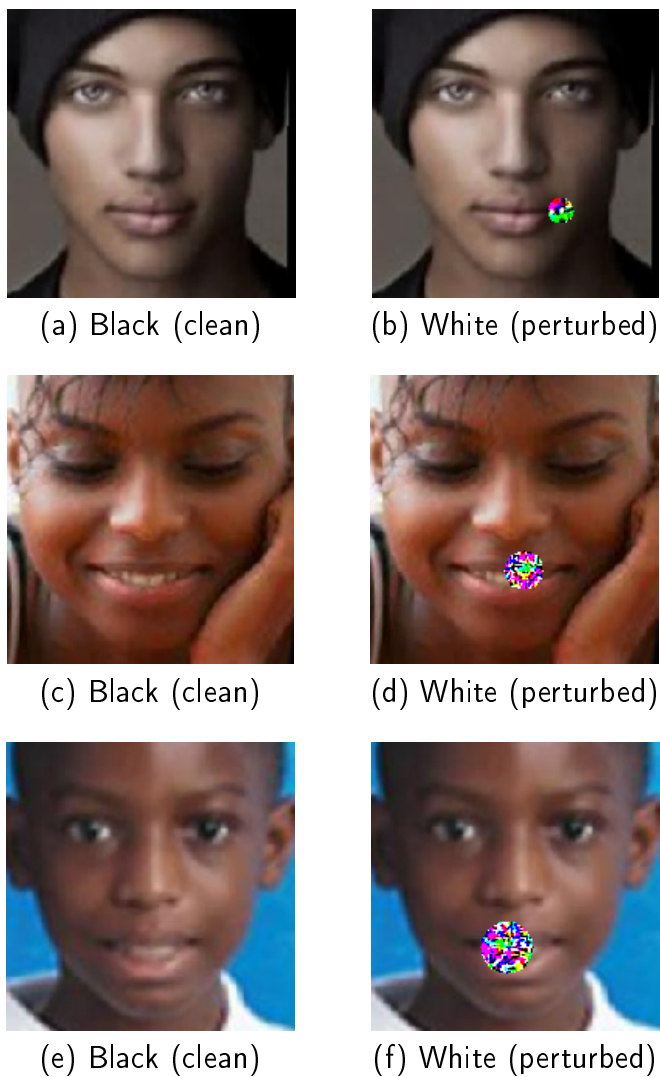 (a) Black (clean)
(b) White (perturbed)
(c) Black (clean)
(d) White (perturbed)
(e) Black (clean)
(f) White (perturbed)